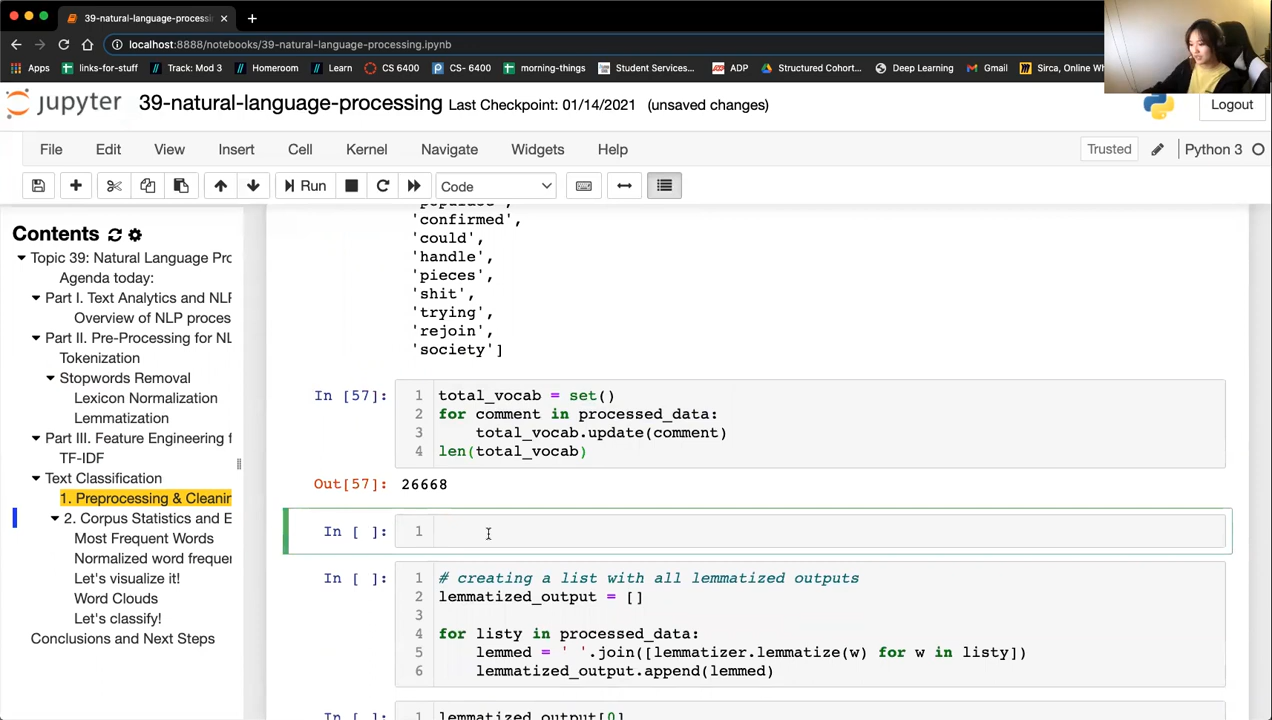 39-natural-language-processin
localhost:8888/notebooks/39-natural-language-processing.ipynb
Apps links-for-stuff Track: Mod 3 Homeroom Learn CS 6400 CS- 6400 morning-things Student Services... ADP Structured Cohort... Deep Learning Gmail Sirca, Online Wh
jupyter 39-natural-language-processing Last Checkpoint: 01/14/2021 (unsaved changes) Logout
File Edit View Insert Cell Kernel Navigate Widgets Help Trusted Python 3
Run Code
Contents
Topic 39: Natural Language Pro
Agenda today:
Part I. Text Analytics and NLF
Overview of NLP proces
Part II. Pre-Processing for NL
Tokenization
Stopwords Removal
Lexicon Normalization
Lemmatization
Part III. Feature Engineering f
TF-IDF
Text Classification
1. Preprocessing & Cleanin
2. Corpus Statistics and E
Most Frequent Words
Normalized word frequer
Let's visualize it!
Word Clouds
Let's classify!
Conclusions and Next Steps
'confirmed',
'could',
'handle',
'pieces',
'shit',
'trying',
'rejoin',
'society']
In [57]: 1 total_vocab = set()
2 for comment in processed_data:
3 total_vocab.update(comment)
4 len(total_vocab)
Out[57]: 26668
In [ ]: 1
In [ ]: 1 # creating a list with all lemmatized outputs
2 lemmatized_output = []
3
4 for listy in processed_data:
5 lemmed = ' '.join([lemmatizer.lemmatize(w) for w in listy])
6 lemmatized_output.append(lemmed)
In [ ]: 1 lemmatized_output[0]